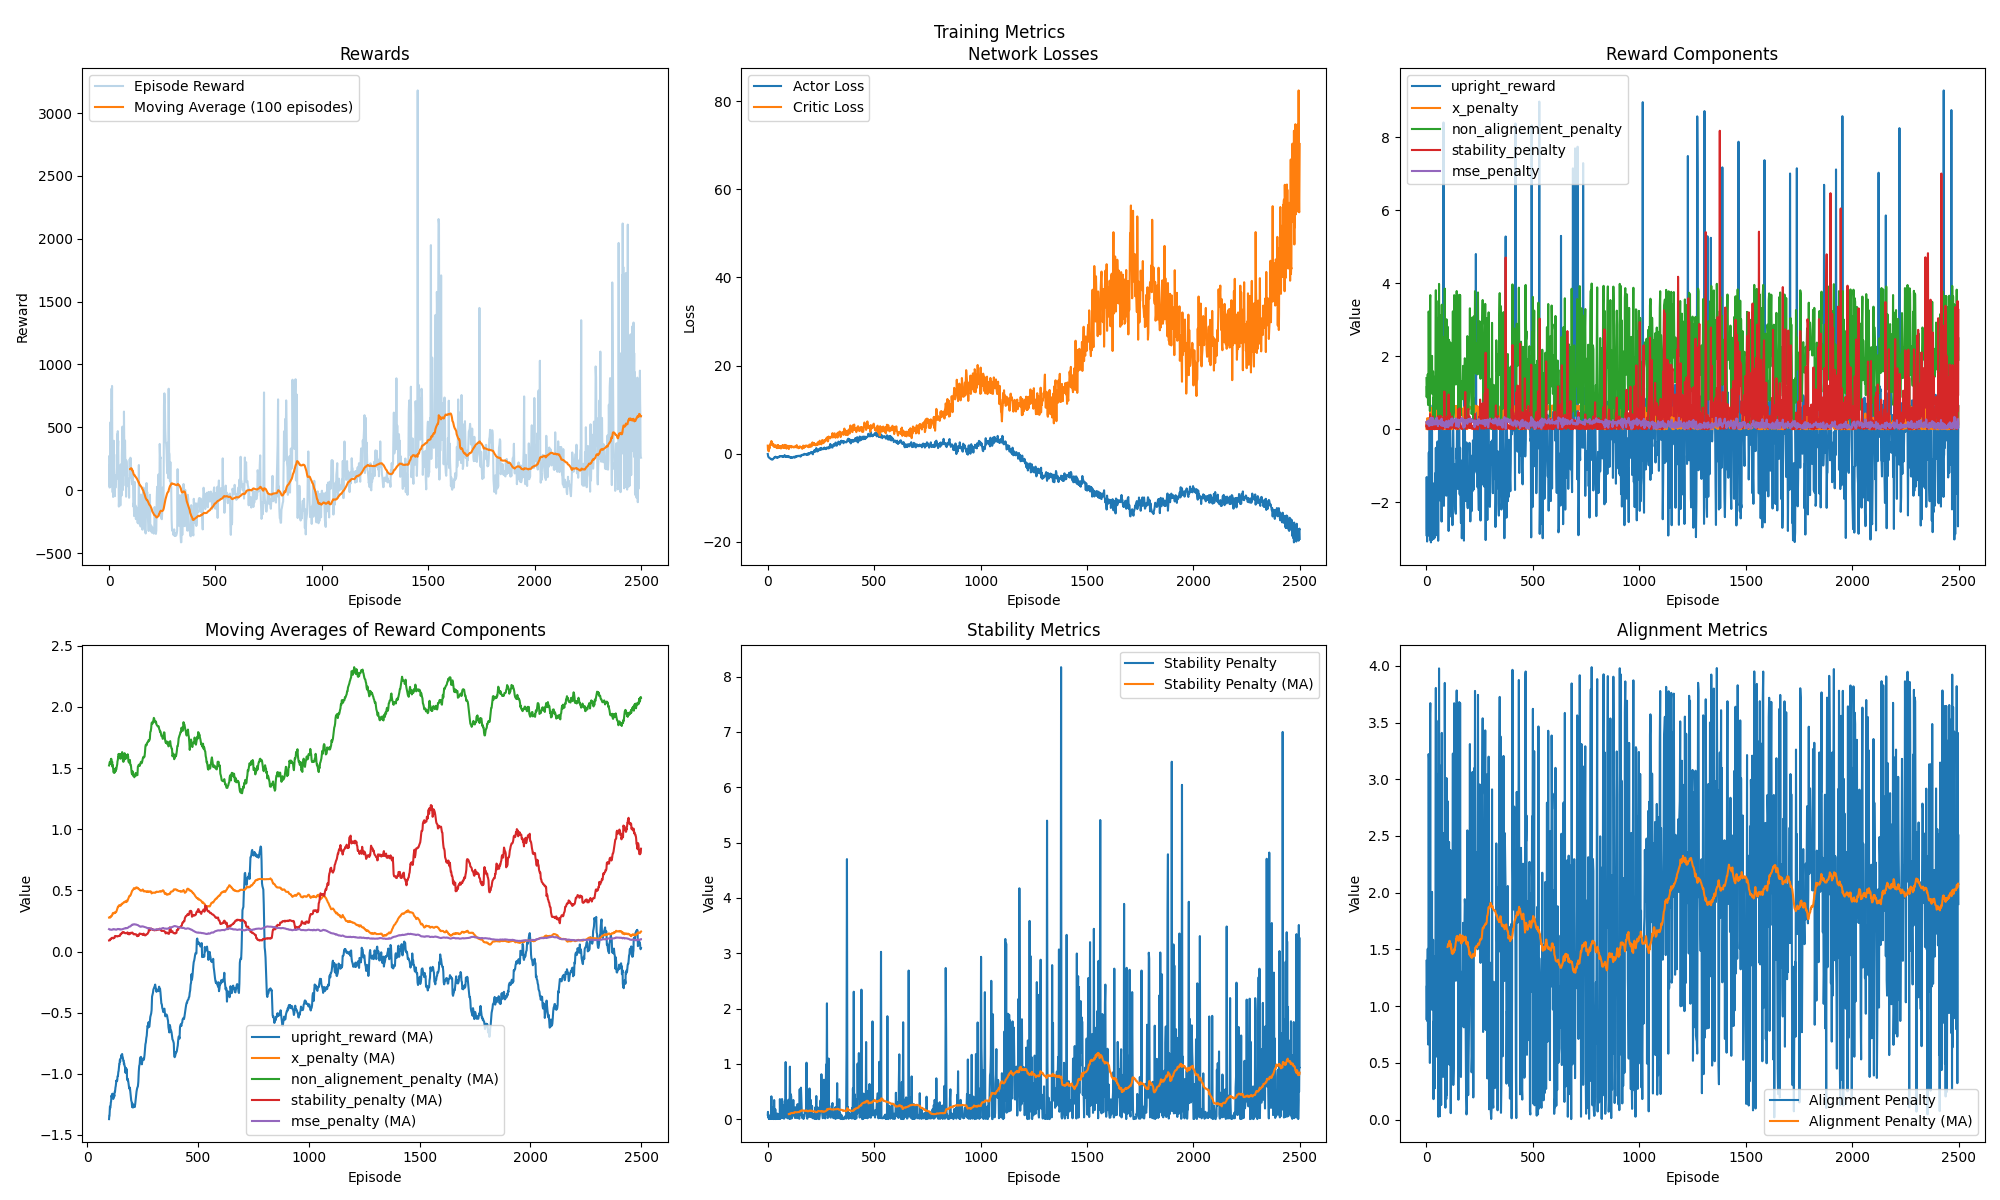 Training Metrics
Rewards
Episode Reward
Moving Average (100 episodes)
Reward
3000
2500
2000
1500
1000
500
0
−500
0 500 1000 1500 2000 2500
Episode
Network Losses
Actor Loss
Critic Loss
Loss
80
60
40
20
0
−20
0 500 1000 1500 2000 2500
Episode
Reward Components
upright_reward
x_penalty
non_alignement_penalty
stability_penalty
mse_penalty
Value
8
6
4
2
0
−2
0 500 1000 1500 2000 2500
Episode
Moving Averages of Reward Components
Value
2.5
2.0
1.5
1.0
0.5
0.0
−0.5
−1.0
−1.5
upright_reward (MA)
x_penalty (MA)
non_alignement_penalty (MA)
stability_penalty (MA)
mse_penalty (MA)
0 500 1000 1500 2000 2500
Episode
Stability Metrics
Stability Penalty
Stability Penalty (MA)
Value
8
7
6
5
4
3
2
1
0
0 500 1000 1500 2000 2500
Episode
Alignment Metrics
Value
4.0
3.5
3.0
2.5
2.0
1.5
1.0
0.5
0.0
Alignment Penalty
Alignment Penalty (MA)
0 500 1000 1500 2000 2500
Episode